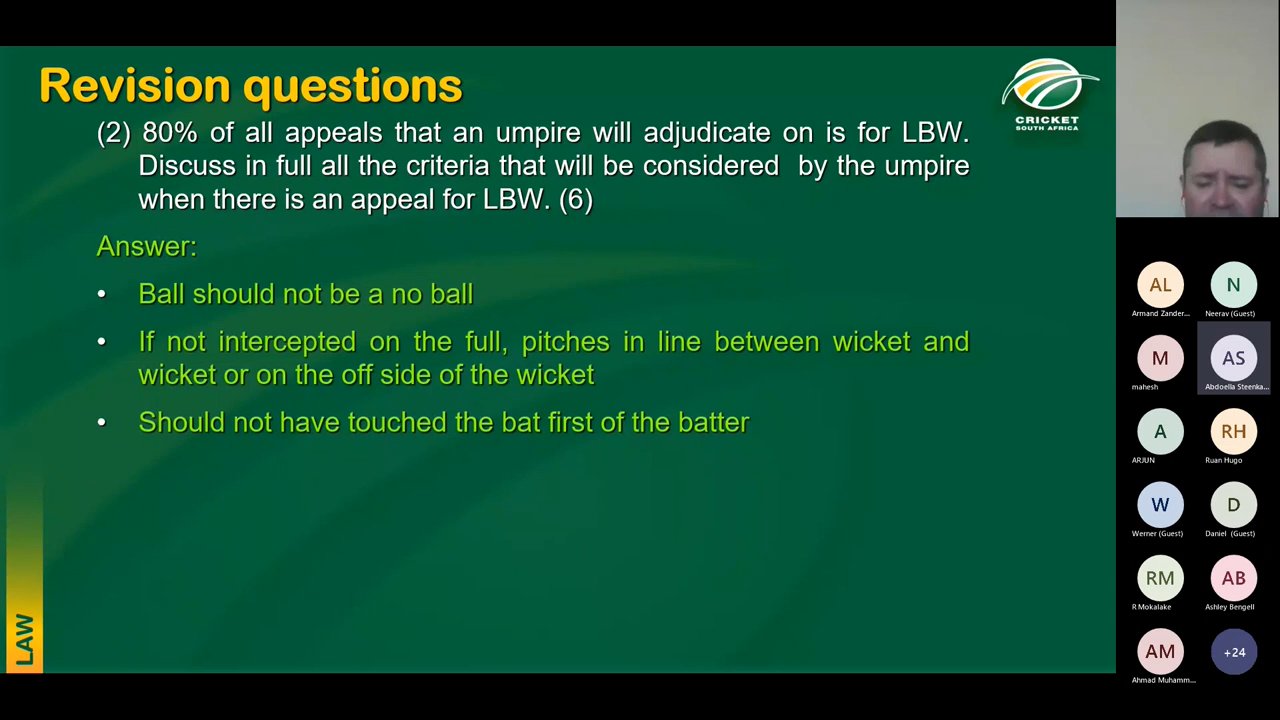 Revision questions
CRICKET
SOUTH AFRICA
(2) 80% of all appeals that an umpire will adjudicate on is for LBW.
Discuss in full all the criteria that will be considered by the umpire
when there is an appeal for LBW. (6)
Answer:
• Ball should not be a no ball
• If not intercepted on the full, pitches in line between wicket and
wicket or on the off side of the wicket
• Should not have touched the bat first of the batter
LAW
AL
Armand Zander...
N
Neerav (Guest)
M
mahesh
AS
Abdoella Steenka...
A
ARJUN
RH
Ruan Hugo
W
Werner (Guest)
D
Daniel (Guest)
RM
R Mokalake
AB
Ashley Bengell
AM
Ahmad Muhamm...
+24